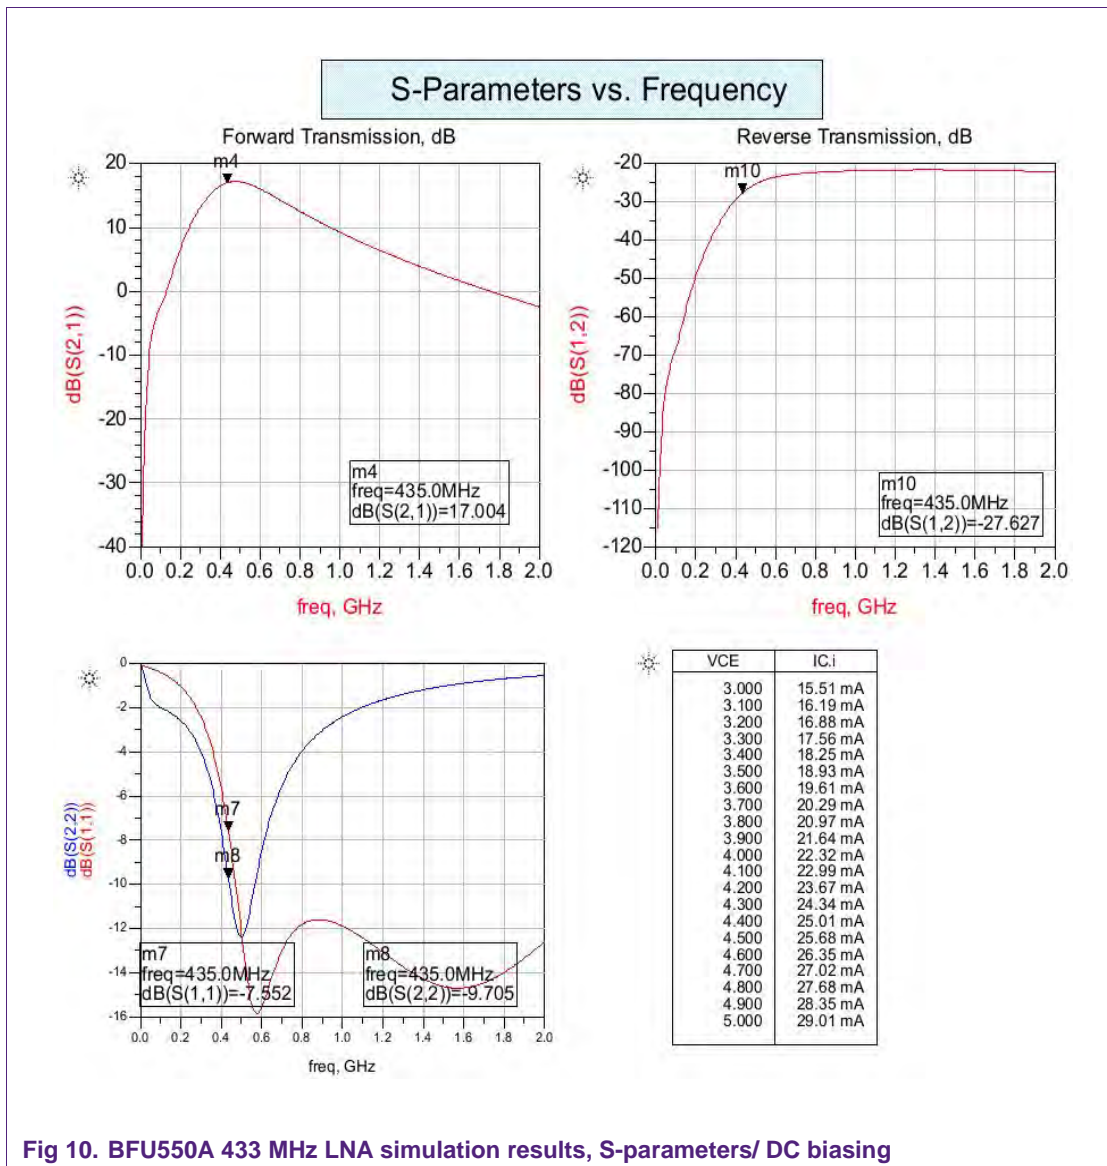 S-Parameters vs. Frequency
Forward Transmission, dB
m4
20
10
0
-10
-20
-30
-40
dB(S(2,1))
m4
freq=435.0MHz
dB(S(2,1))=17.004
0.0 0.2 0.4 0.6 0.8 1.0 1.2 1.4 1.6 1.8 2.0
freq, GHz
Reverse Transmission, dB
m10
-20
-30
-40
-50
-60
-70
-80
-90
-100
-110
-120
dB(S(1,2))
m10
freq=435.0MHz
dB(S(1,2))=-27.627
0.0 0.2 0.4 0.6 0.8 1.0 1.2 1.4 1.6 1.8 2.0
freq, GHz
0
-2
-4
-6
-8
-10
-12
-14
-16
dB(S(2,2))
dB(S(1,1))
m7
m8
m7
freq=435.0MHz
dB(S(1,1))=-7.552
m8
freq=435.0MHz
dB(S(2,2))=-9.705
0.0 0.2 0.4 0.6 0.8 1.0 1.2 1.4 1.6 1.8 2.0
freq, GHz
VCE IC.i
3.000 15.51 mA
3.100 16.19 mA
3.200 16.88 mA
3.300 17.56 mA
3.400 18.25 mA
3.500 18.93 mA
3.600 19.61 mA
3.700 20.29 mA
3.800 20.97 mA
3.900 21.64 mA
4.000 22.32 mA
4.100 22.99 mA
4.200 23.67 mA
4.300 24.34 mA
4.400 25.01 mA
4.500 25.68 mA
4.600 26.35 mA
4.700 27.02 mA
4.800 27.68 mA
4.900 28.35 mA
5.000 29.01 mA
Fig 10. BFU550A 433 MHz LNA simulation results, S-parameters/ DC biasing